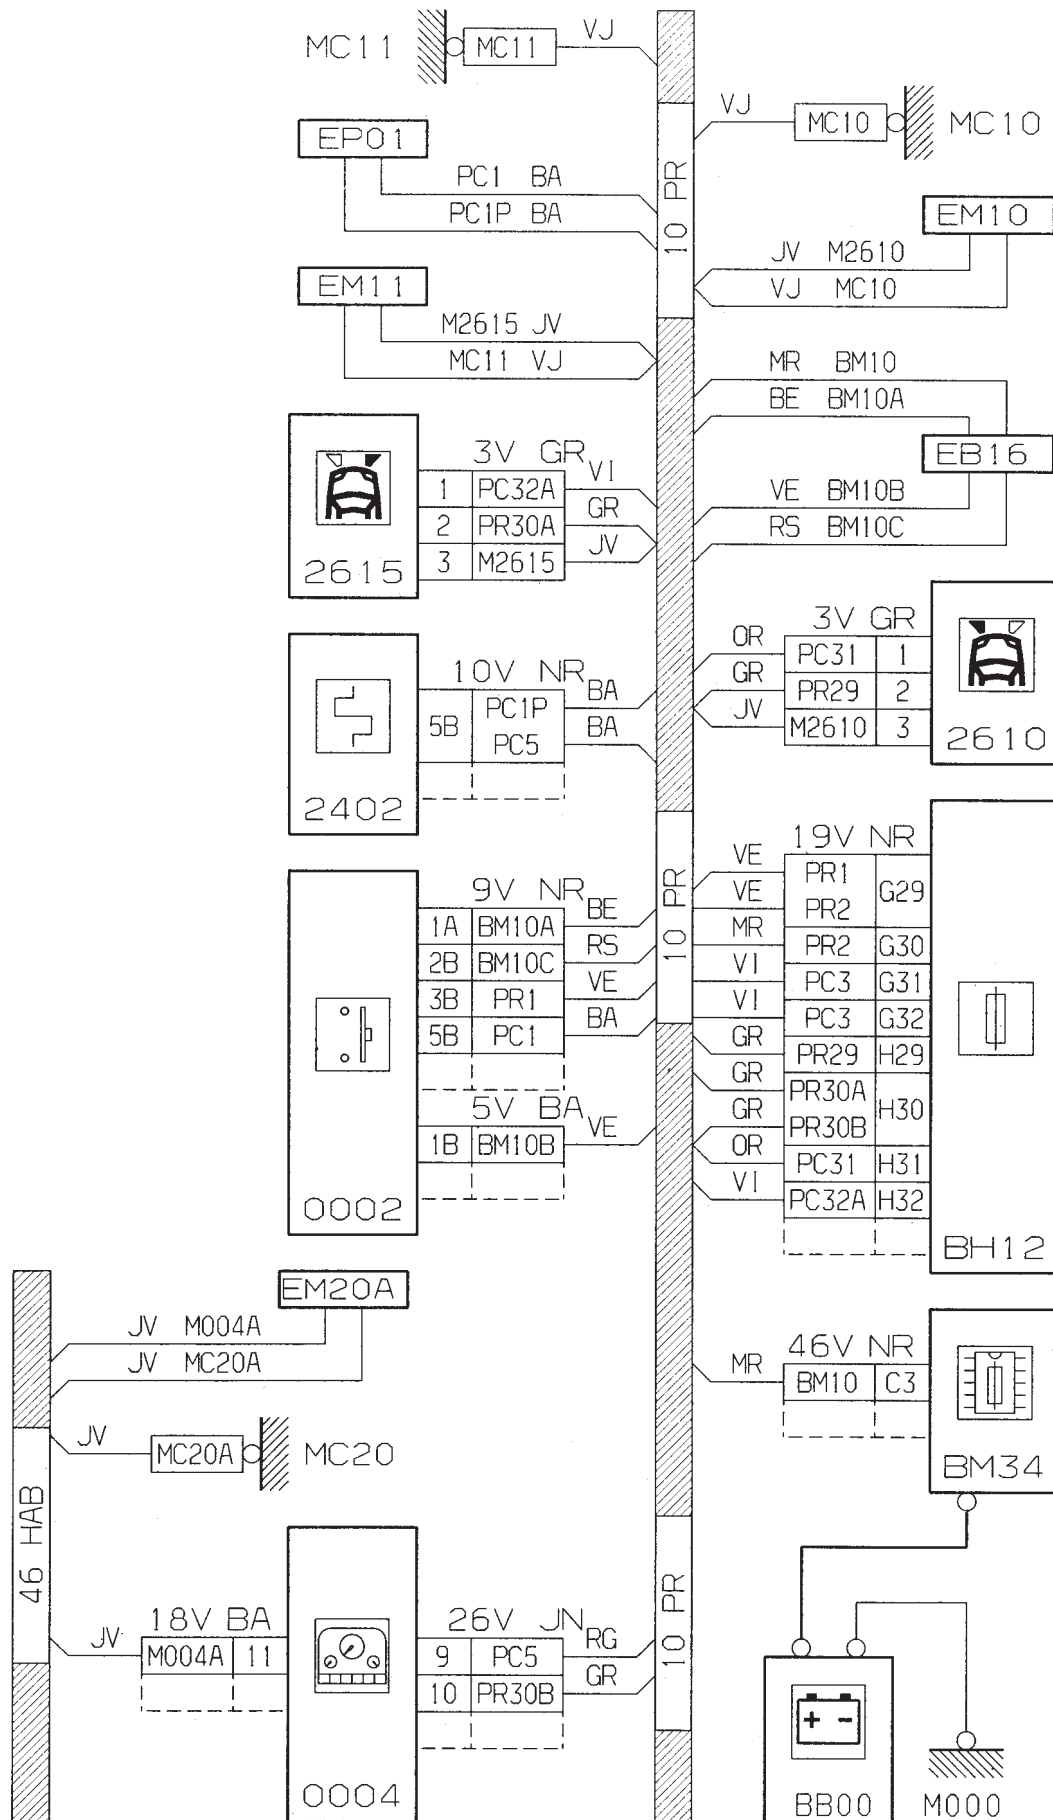 MC11 MC11 VJ
VJ MC10 MC10
EP01
PC1 BA
PC1P BA
10 PR
EM10
JV M2610
VJ MC10
EM11
M2615 JV
MC11 VJ
MR BM10
BE BM10A
EB16
VE BM10B
RS BM10C
3V GR
1 PC32A VI
2 PR30A GR
3 M2615 JV
2615
3V GR
OR PC31 1
GR PR29 2
JV M2610 3
2610
10V NR
5B PC1P BA
PC5 BA
2402
10 PR
9V NR
1A BM10A BE
2B BM10C RS
3B PR1 VE
5B PC1 BA
5V BA
1B BM10B VE
0002
19V NR
VE PR1 G29
VE PR2
MR PR2 G30
VI PC3 G31
VI PC3 G32
GR PR29 H29
GR PR30A H30
GR PR30B
OR PC31 H31
VI PC32A H32
BH12
EM20A
JV M004A
JV MC20A
JV MC20A MC20
46 HAB
46V NR
MR BM10 C3
BM34
18V BA
JV M004A 11
26V JN
9 PC5 RG
10 PR30B GR
0004
10 PR
+ -
BB00
M000